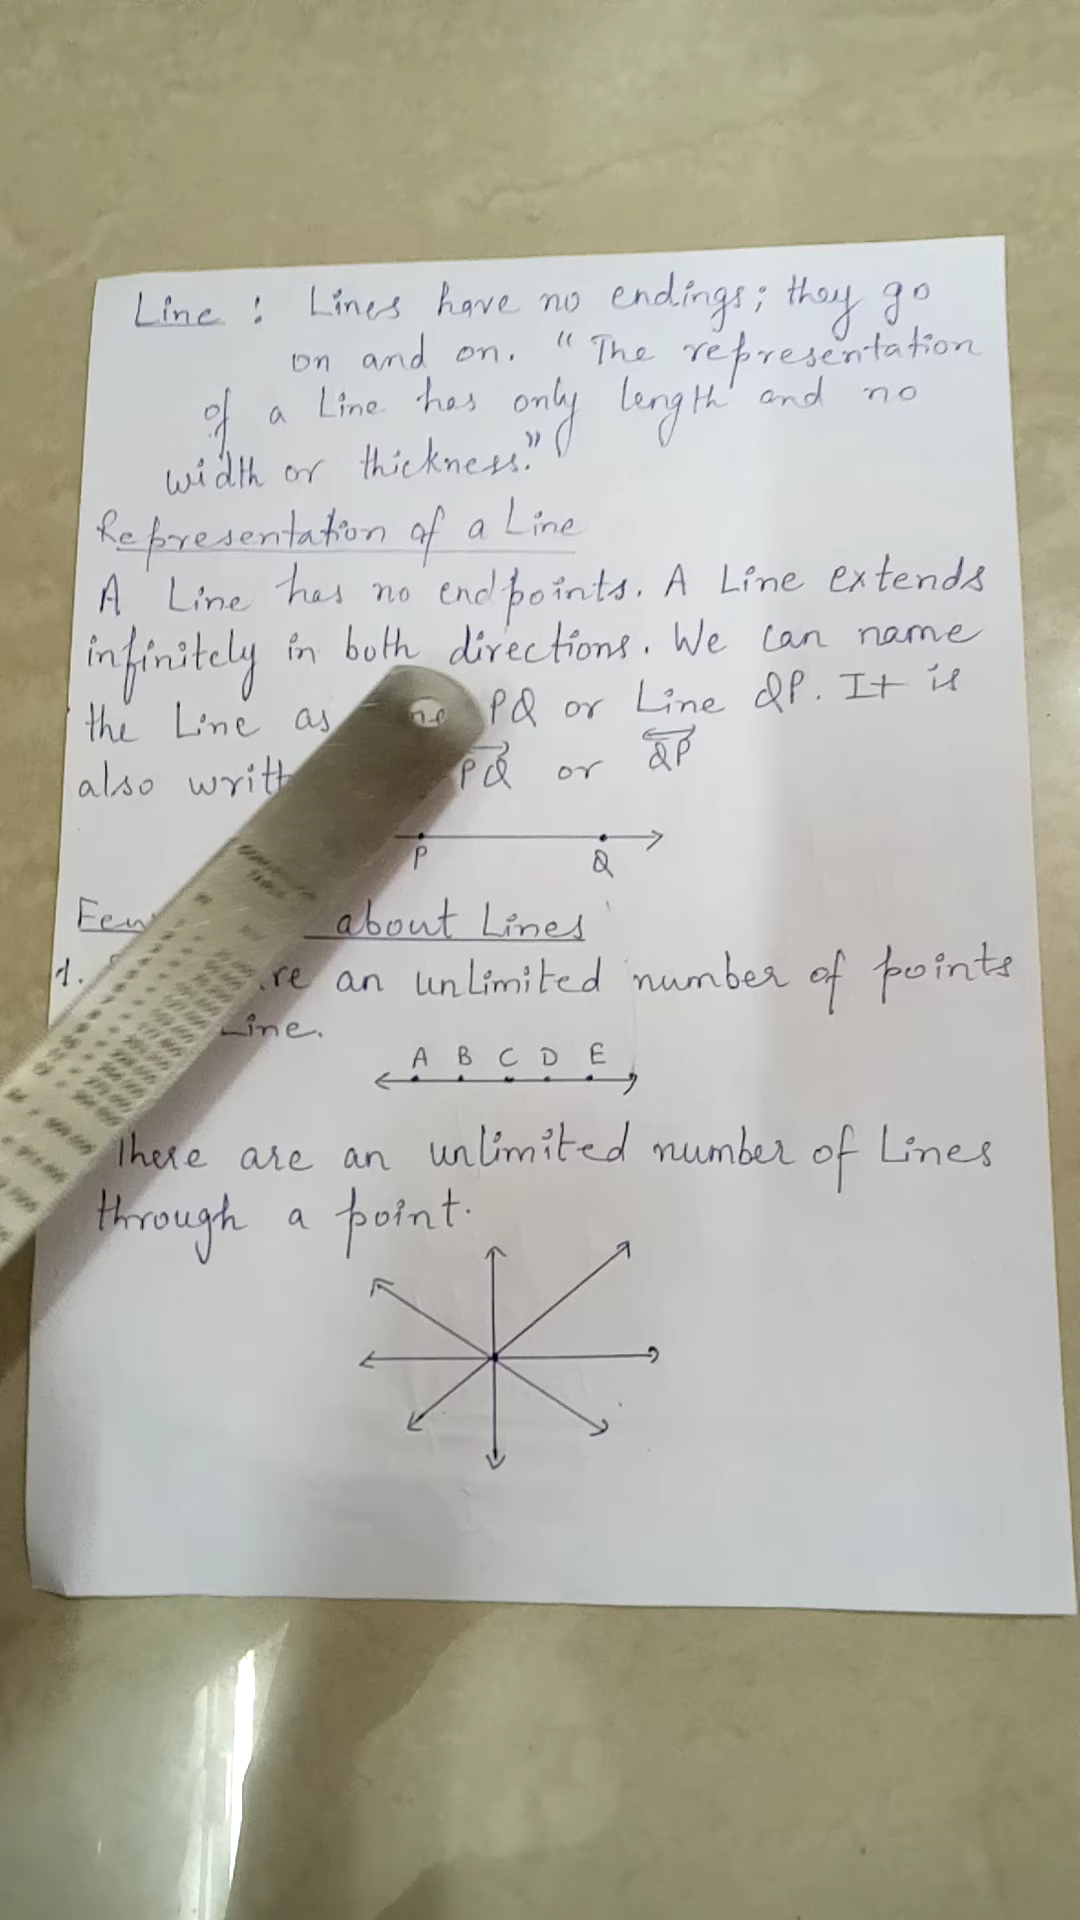 Line : Lines have no endings; they go
on and on. "The representation
of a Line has only length and no
width or thickness."
Representation of a Line
A Line has no endpoints. A Line extends
infinitely in both directions. We can name
the Line as PQ or Line QP. It is
also PQ or QP
P Q
about Lines
1. an unlimited number of points
Line.
A B C D E
There are an unlimited number of Lines
through a point.